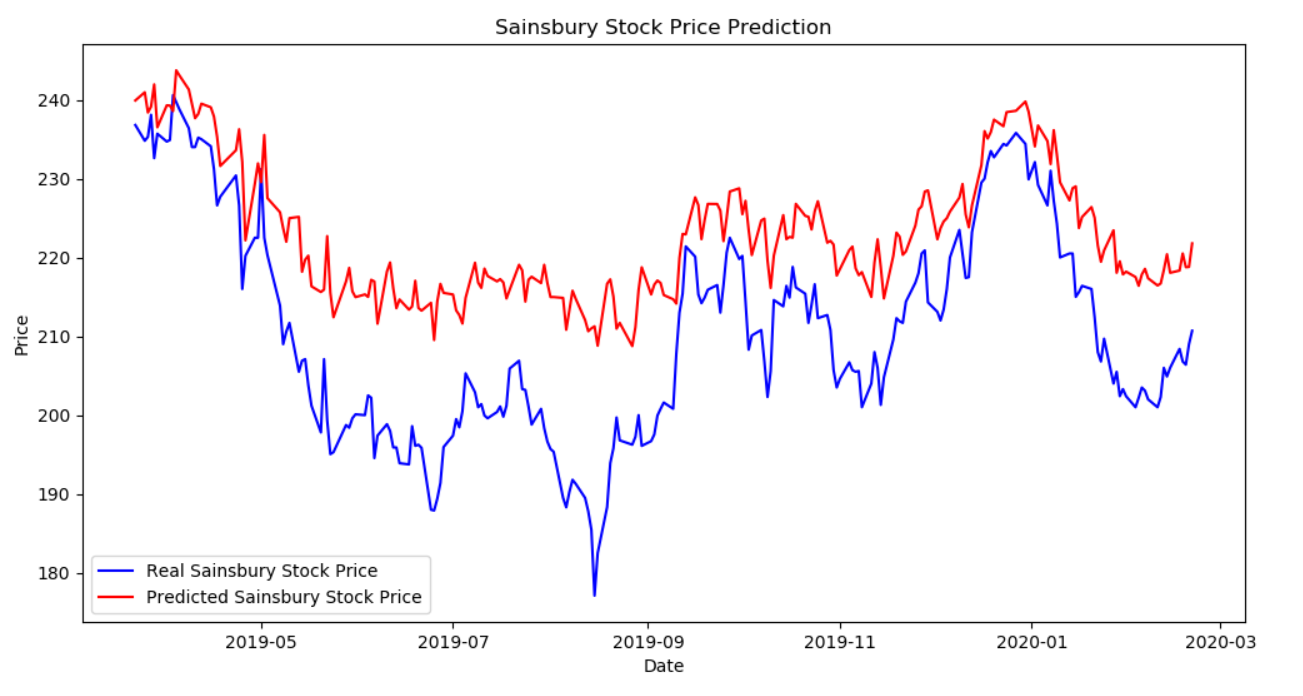 Sainsbury Stock Price Prediction
Price
240
230
220
210
200
190
180
Real Sainsbury Stock Price
Predicted Sainsbury Stock Price
2019-05 2019-07 2019-09 2019-11 2020-01 2020-03
Date